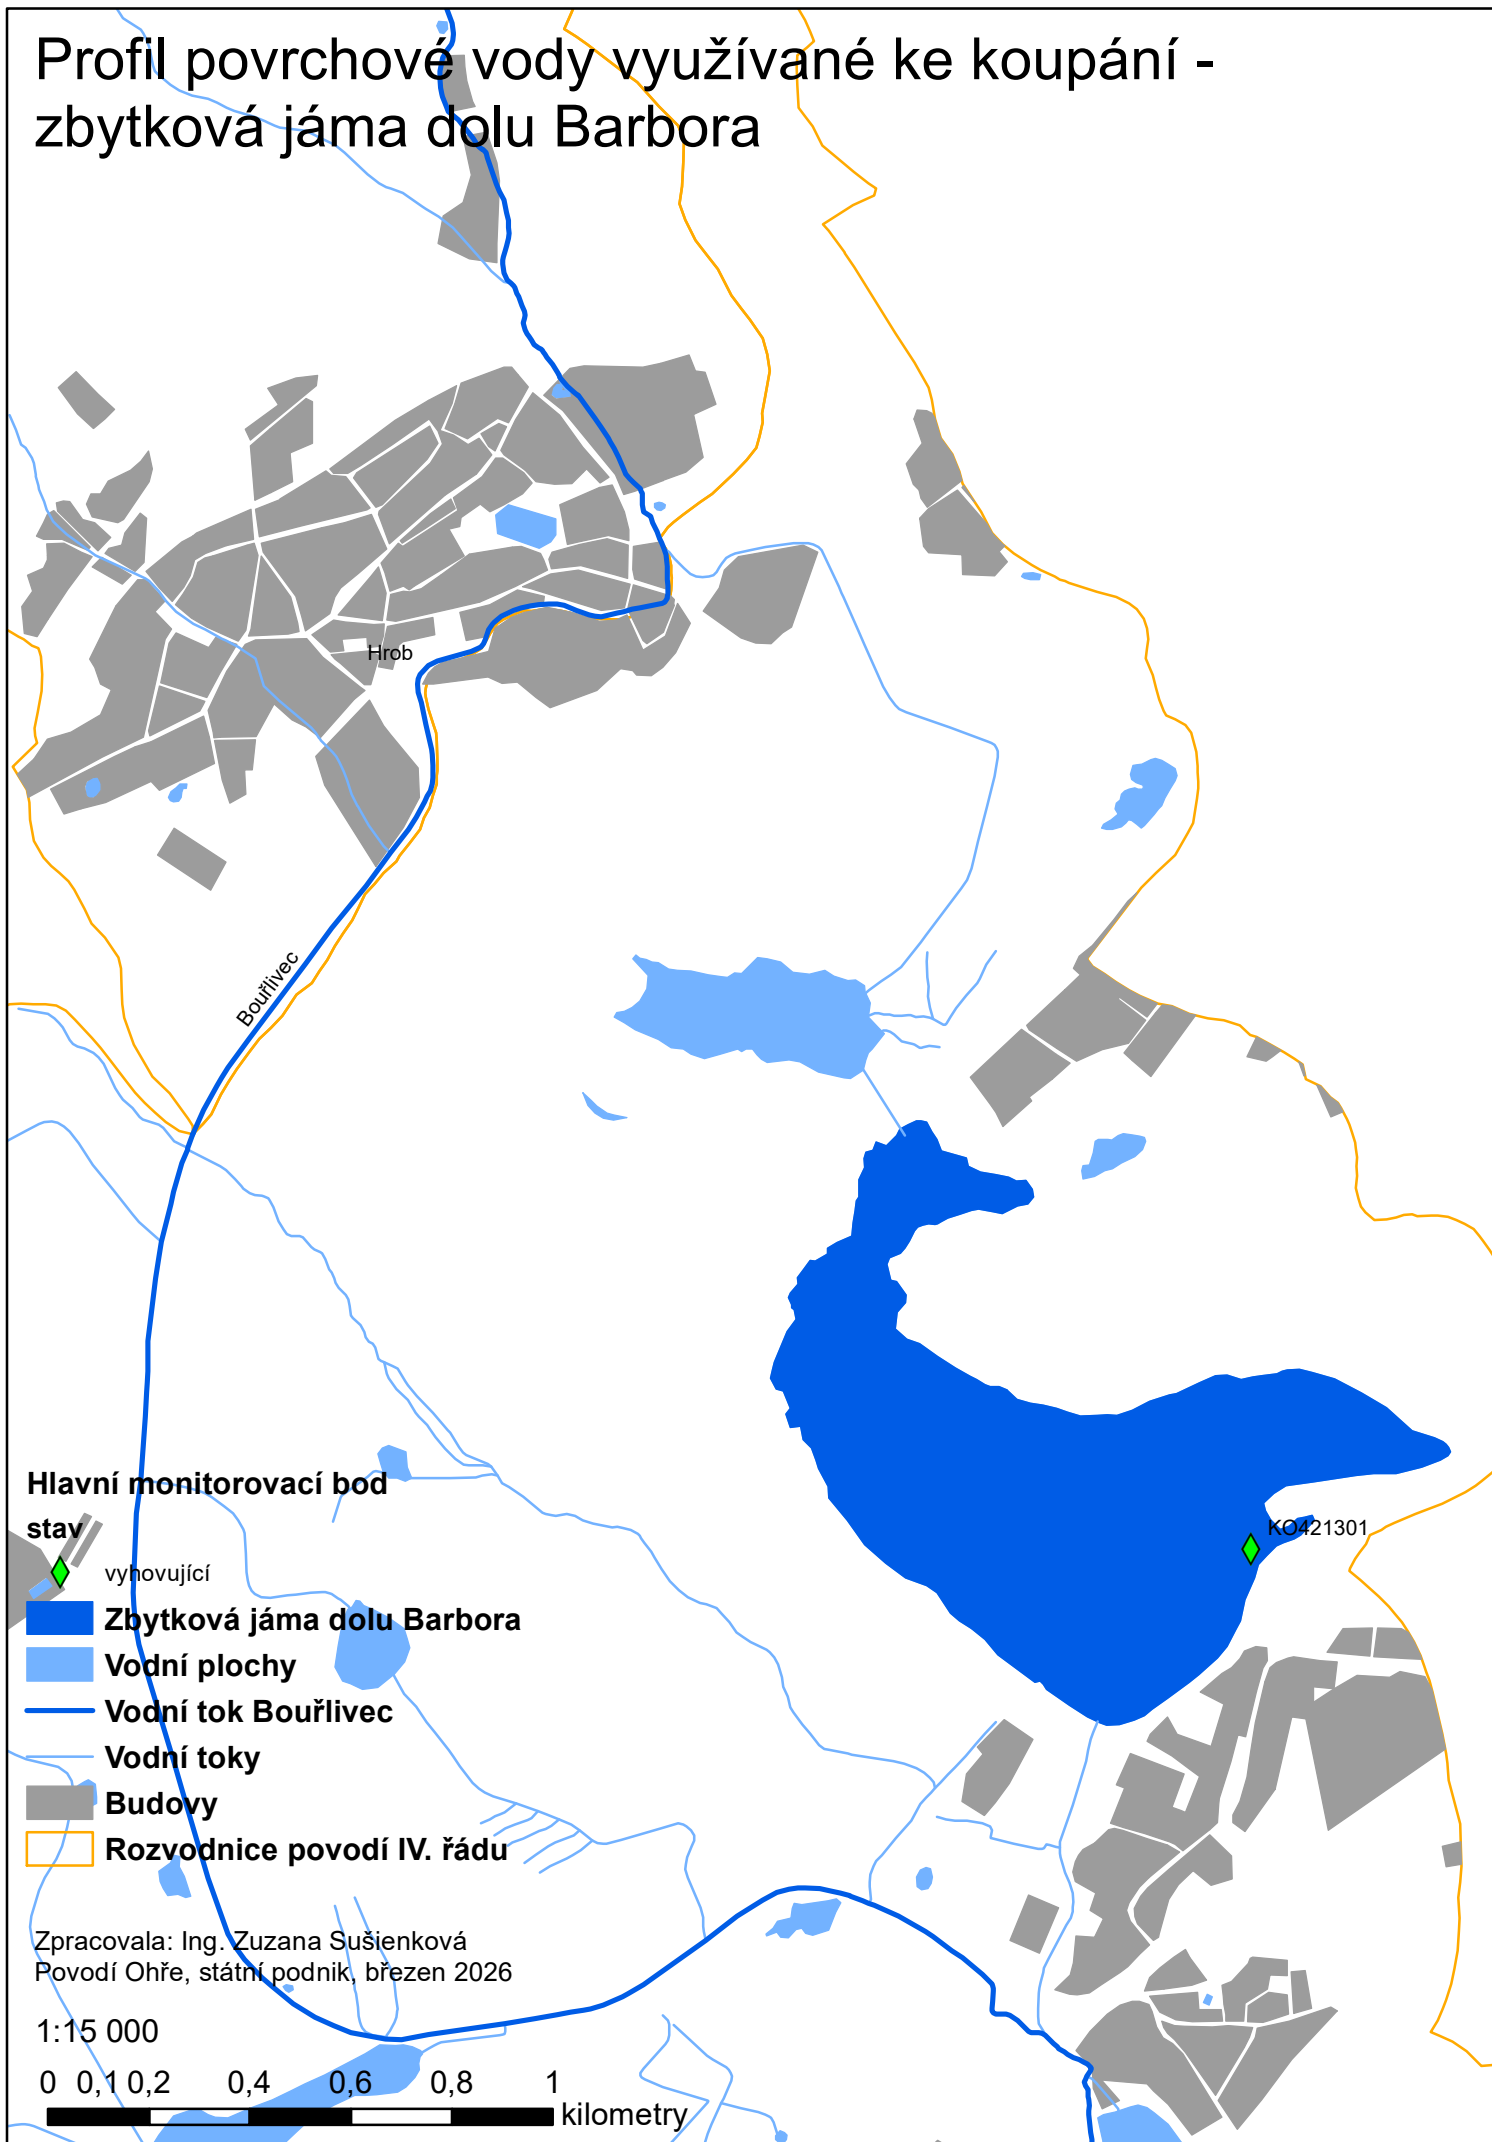 Profil povrchové vody využívané ke koupání -
zbytková jáma dolu Barbora
Hrob
Bouřlivec
KO421301
Hlavní monitorovací bod
stav
vyhovující
Zbytková jáma dolu Barbora
Vodní plochy
Vodní tok Bouřlivec
Vodní toky
Budovy
Rozvodnice povodí IV. řádu
Zpracovala: Ing. Zuzana Sušienková
Povodí Ohře, státní podnik, březen 2026
1:15 000
0 0,1 0,2 0,4 0,6 0,8 1
kilometry